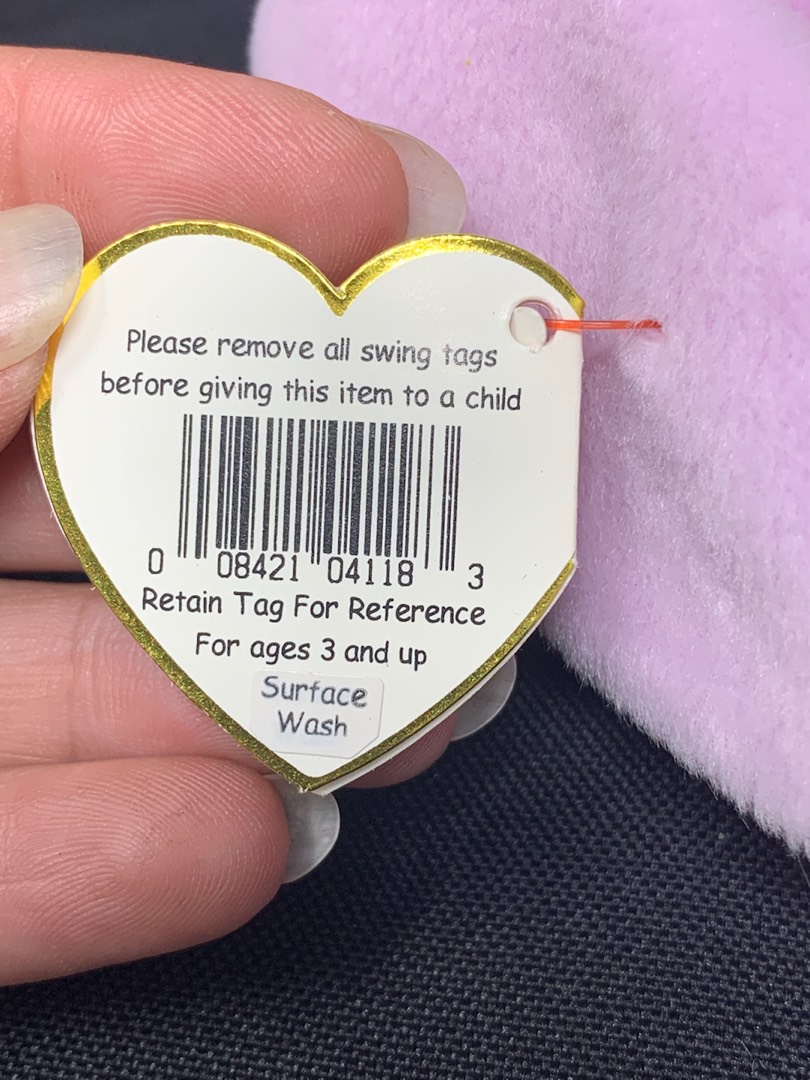 Please remove all swing tags
before giving this item to a child
0 08421 04118 3
Retain Tag For Reference
For ages 3 and up
Surface
Wash